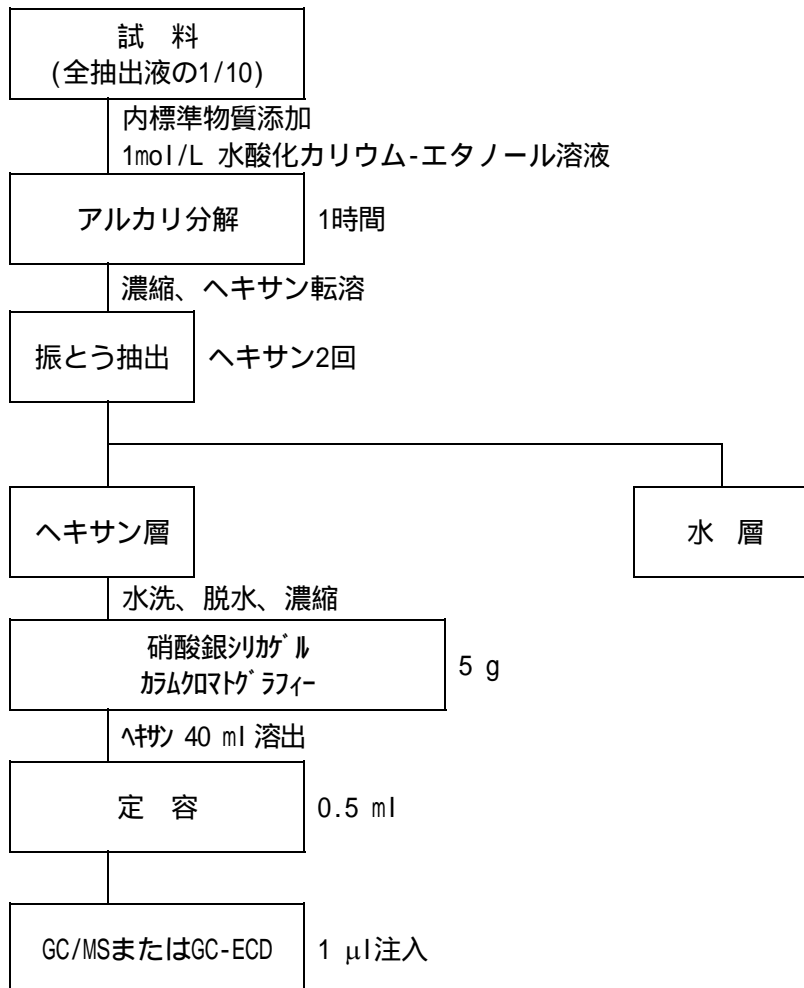 試 料
(全抽出液の1/10)
内標準物質添加
1mol/L 水酸化カリウム-エタノール溶液
アルカリ分解
1時間
濃縮、ヘキサン転溶
振とう抽出
ヘキサン2回
ヘキサン層
水 層
水洗、脱水、濃縮
硝酸銀ｼﾘｶｹﾞﾙ
ｶﾗﾑｸﾛﾏﾄｸﾞﾗﾌｨｰ
5 g
ﾍｷｻﾝ 40 ml 溶出
定 容
0.5 ml
GC/MSまたはGC-ECD
1 μl注入